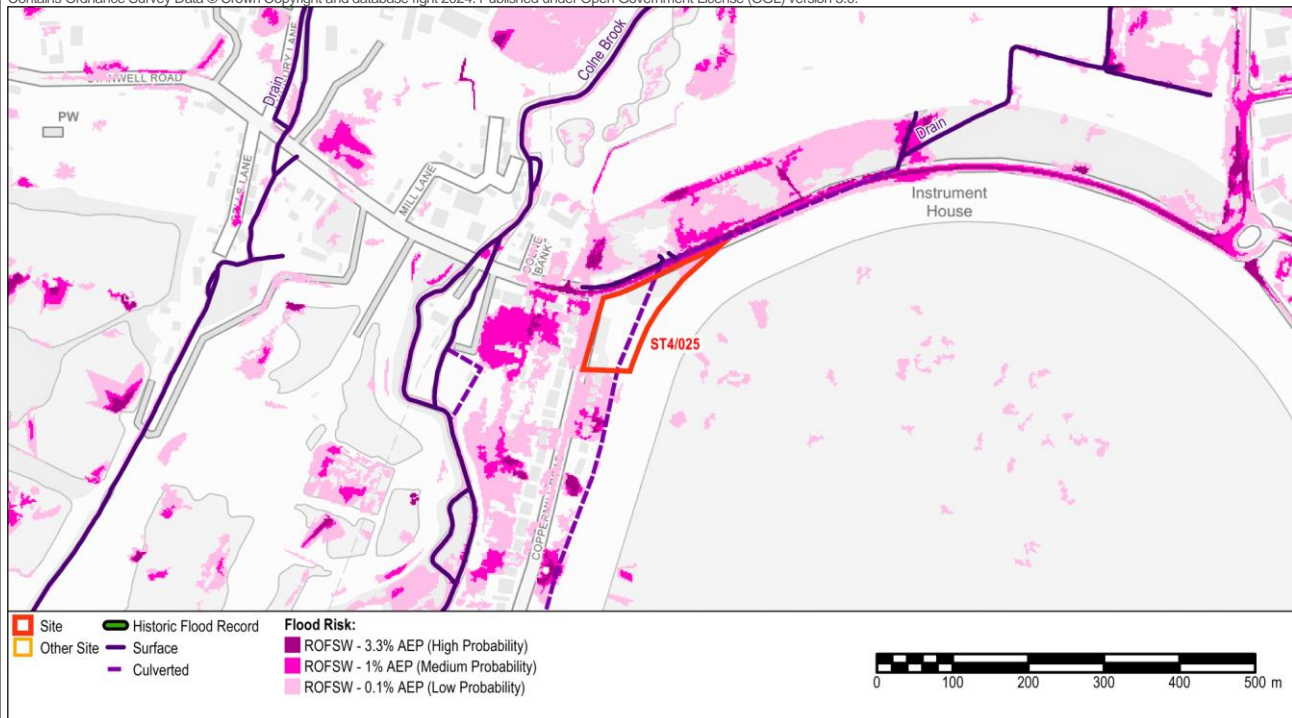 Contains Ordnance Survey Data © Crown Copyright and database right 2024. Published under Open Government License (OGL) version 3.0.
Colne Brook
Drain
PW
MILL LANE
COLNE
BANK
Drain
Instrument
House
ST4/025
Site
Other Site
Historic Flood Record
Surface
Culverted
Flood Risk:
ROFSW - 3.3% AEP (High Probability)
ROFSW - 1% AEP (Medium Probability)
ROFSW - 0.1% AEP (Low Probability)
0 100 200 300 400 500 m